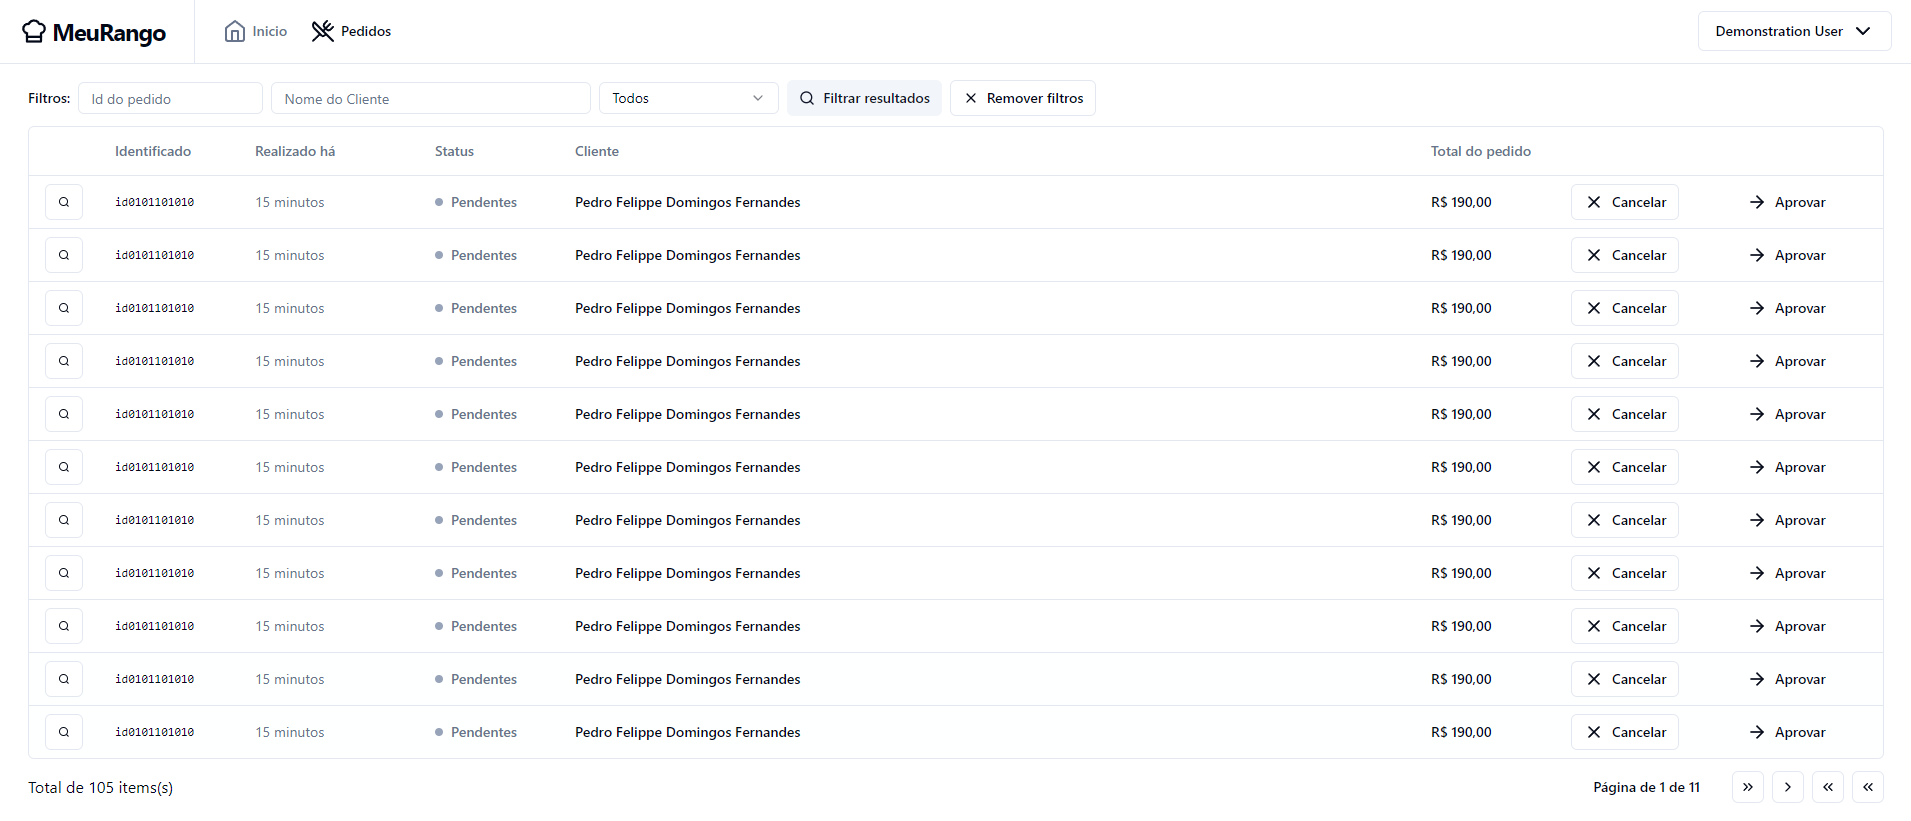 MeuRango Inicio Pedidos Demonstration User
Filtros: Id do pedido Nome do Cliente Todos Filtrar resultados Remover filtros
Identificado Realizado há Status Cliente Total do pedido
id0101101010 15 minutos Pendentes Pedro Felippe Domingos Fernandes R$ 190,00 Cancelar Aprovar
id0101101010 15 minutos Pendentes Pedro Felippe Domingos Fernandes R$ 190,00 Cancelar Aprovar
id0101101010 15 minutos Pendentes Pedro Felippe Domingos Fernandes R$ 190,00 Cancelar Aprovar
id0101101010 15 minutos Pendentes Pedro Felippe Domingos Fernandes R$ 190,00 Cancelar Aprovar
id0101101010 15 minutos Pendentes Pedro Felippe Domingos Fernandes R$ 190,00 Cancelar Aprovar
id0101101010 15 minutos Pendentes Pedro Felippe Domingos Fernandes R$ 190,00 Cancelar Aprovar
id0101101010 15 minutos Pendentes Pedro Felippe Domingos Fernandes R$ 190,00 Cancelar Aprovar
id0101101010 15 minutos Pendentes Pedro Felippe Domingos Fernandes R$ 190,00 Cancelar Aprovar
id0101101010 15 minutos Pendentes Pedro Felippe Domingos Fernandes R$ 190,00 Cancelar Aprovar
id0101101010 15 minutos Pendentes Pedro Felippe Domingos Fernandes R$ 190,00 Cancelar Aprovar
id0101101010 15 minutos Pendentes Pedro Felippe Domingos Fernandes R$ 190,00 Cancelar Aprovar
Total de 105 items(s) Página de 1 de 11